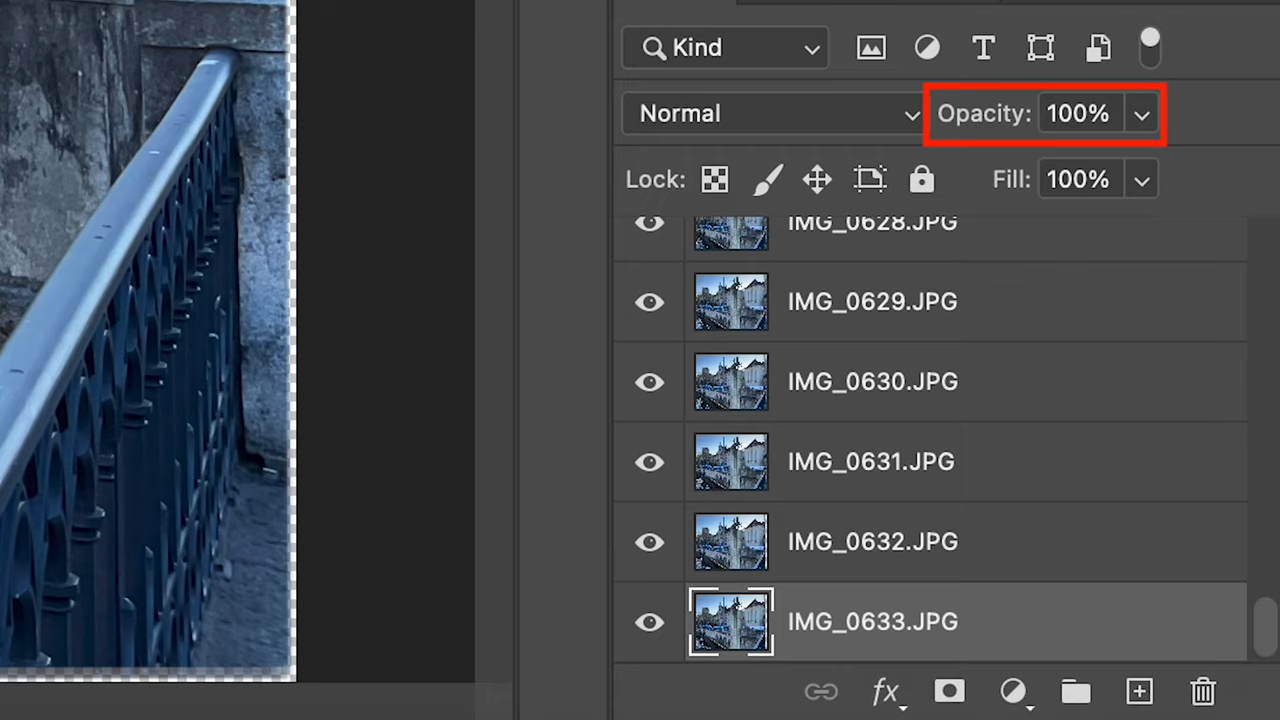 Kind
Normal Opacity: 100%
Lock: Fill: 100%
IMG_0628.JPG
IMG_0629.JPG
IMG_0630.JPG
IMG_0631.JPG
IMG_0632.JPG
IMG_0633.JPG
fx